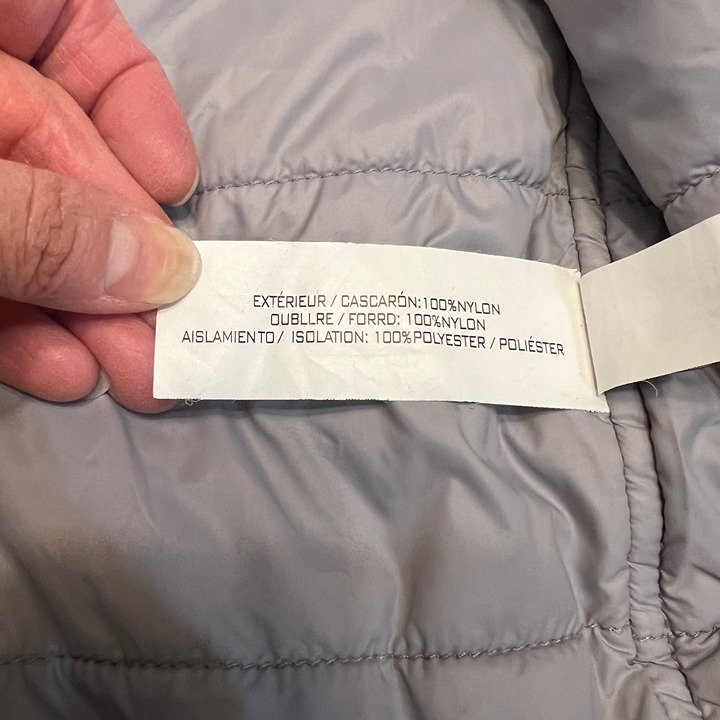 EXTÉRIEUR / CASCARÓN:100%NYLON
OUBLLRE / FORRD: 100%NYLON
AISLAMIENTO / ISOLATION: 100%POLYESTER / POLIÉSTER